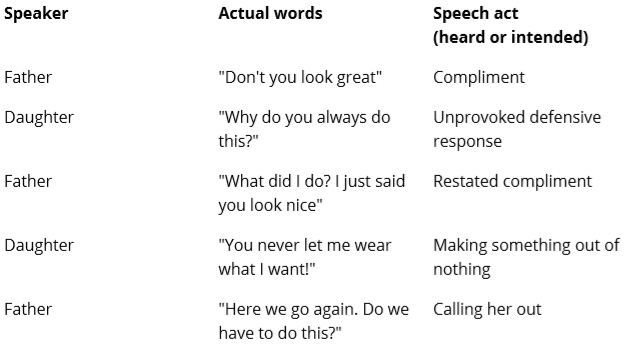 Speaker Actual words Speech act
(heard or intended)
Father "Don't you look great" Compliment
Daughter "Why do you always do Unprovoked defensive
this?" response
Father "What did I do? I just said Restated compliment
you look nice"
Daughter "You never let me wear Making something out of
what I want!" nothing
Father "Here we go again. Do we Calling her out
have to do this?"